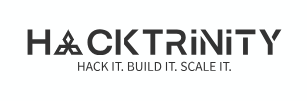 HACKTRiNiTY
HACK IT. BUILD IT. SCALE IT.